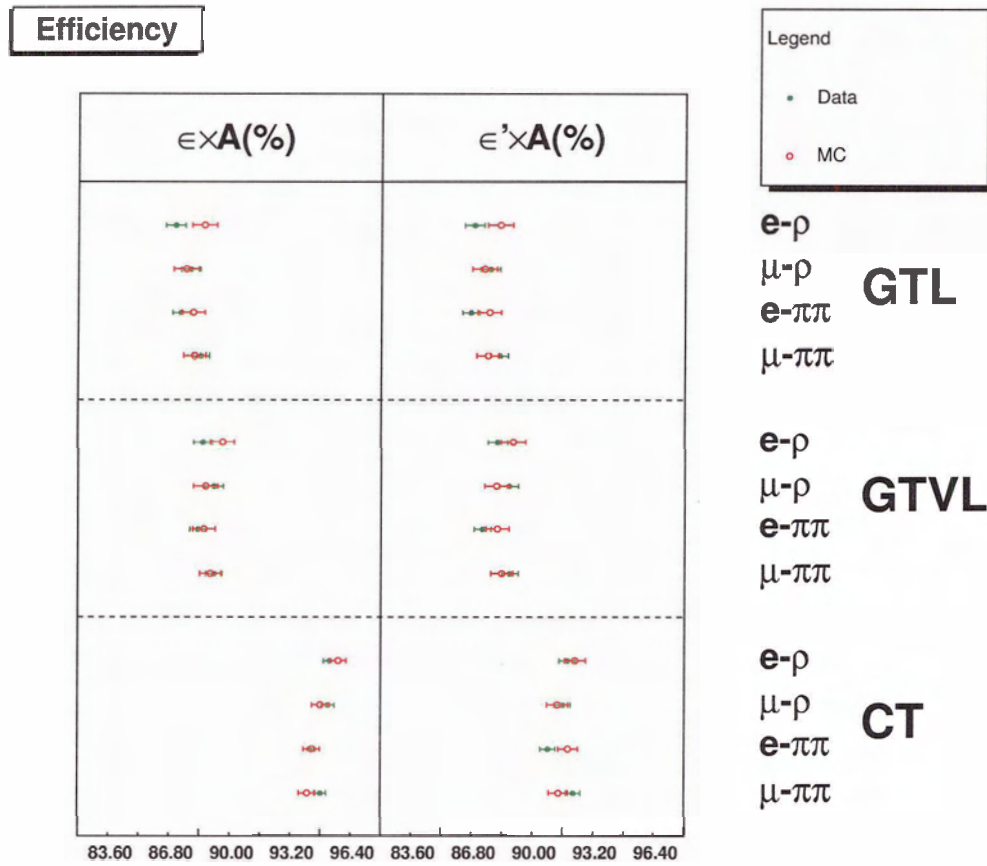 Efficiency
Legend
Data
MC
∈×A(%) ∈'×A(%)
e-ρ
μ-ρ
e-ππ
μ-ππ
GTL
e-ρ
μ-ρ
e-ππ
μ-ππ
GTVL
e-ρ
μ-ρ
e-ππ
μ-ππ
CT
83.60 86.80 90.00 93.20 96.40 83.60 86.80 90.00 93.20 96.40